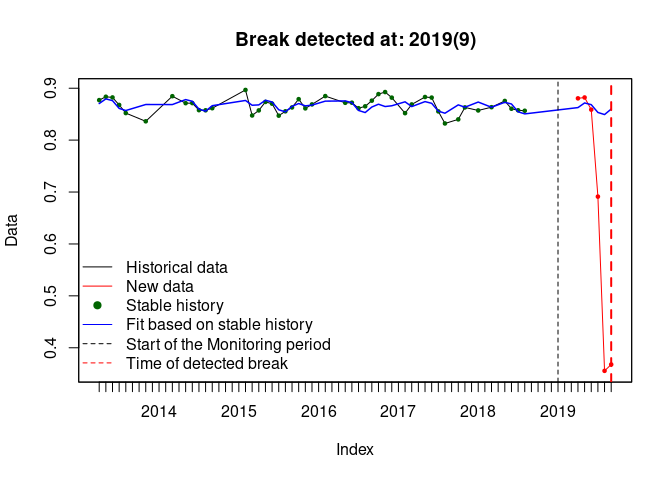 Break detected at: 2019(9)
0.9
0.8
0.7
0.6
0.5
0.4
Data
Historical data
New data
Stable history
Fit based on stable history
Start of the Monitoring period
Time of detected break
2014 2015 2016 2017 2018 2019
Index